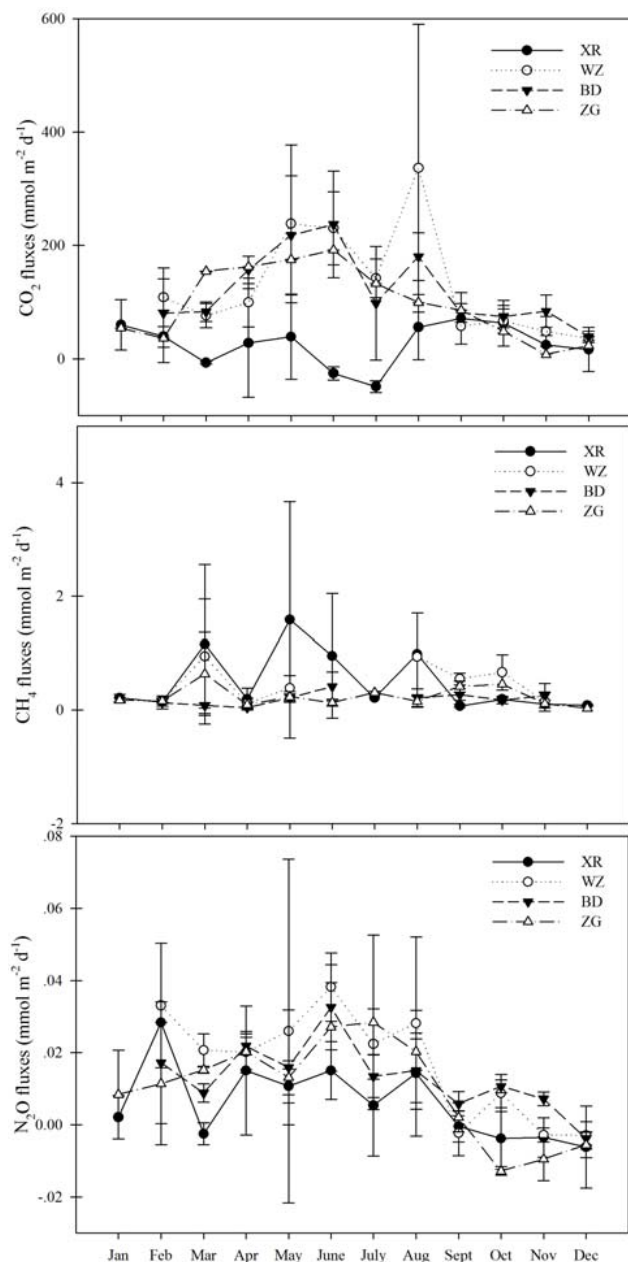 600
XR
WZ
BD
ZG
400
200
0
CO2 fluxes (mmol m-2 d-1)
4
XR
WZ
BD
ZG
2
0
-2
CH4 fluxes (mmol m-2 d-1)
.08
XR
WZ
BD
ZG
.06
.04
.02
0.00
-.02
N2O fluxes (mmol m-2 d-1)
Jan Feb Mar Apr May June July Aug Sept Oct Nov Dec